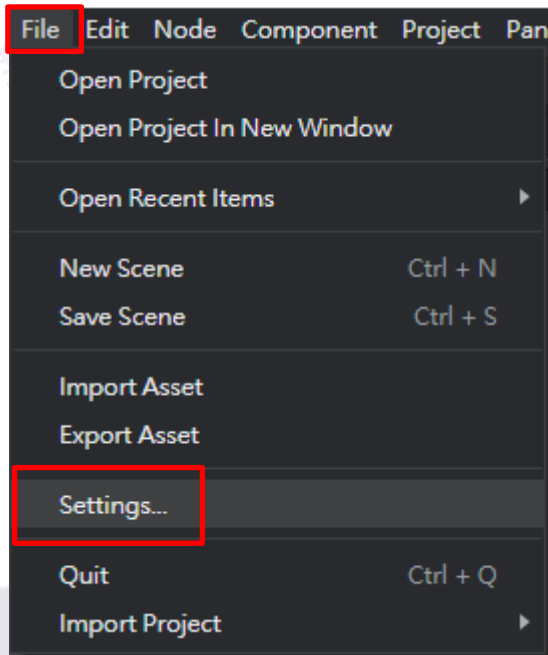 File Edit Node Component Project Pan
Open Project
Open Project In New Window
Open Recent Items
New Scene Ctrl + N
Save Scene Ctrl + S
Import Asset
Export Asset
Settings...
Quit Ctrl + Q
Import Project